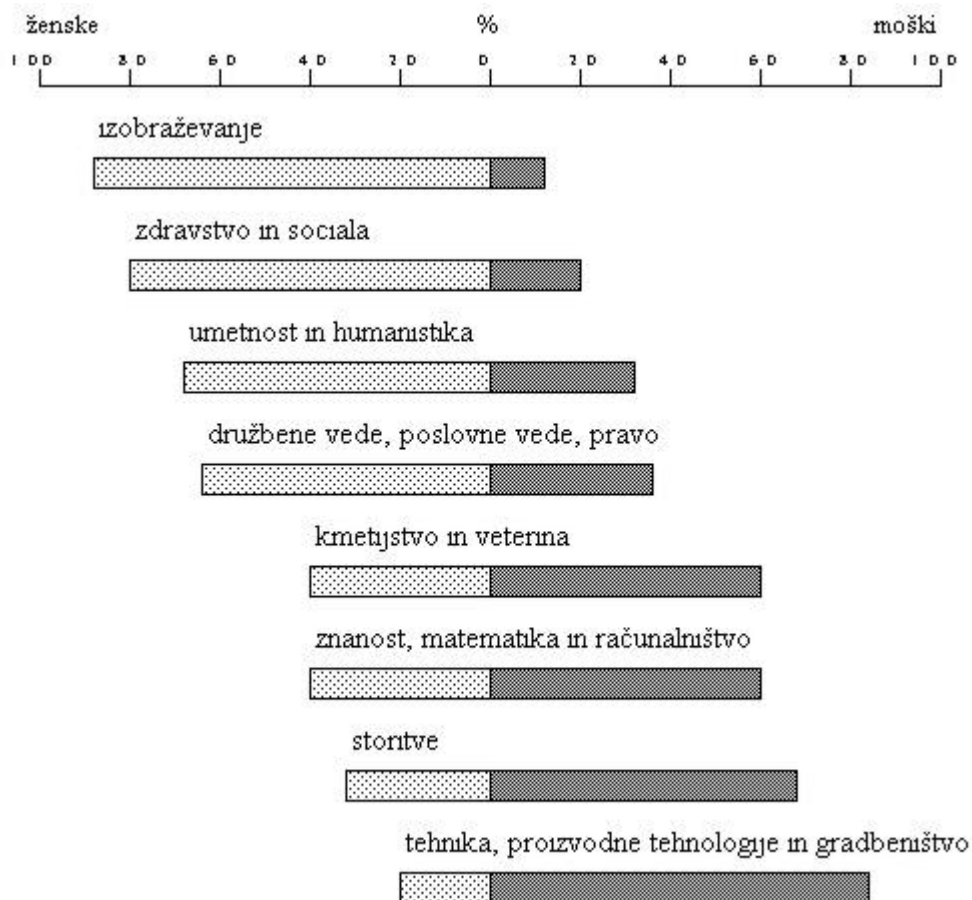 ženske % moški
100 80 60 40 20 0 20 40 60 80 100
izobraževanje
zdravstvo in sociala
umetnost in humanistika
družbene vede, poslovne vede, pravo
kmetijstvo in veterina
znanost, matematika in računalništvo
storitve
tehnika, proizvodne tehnologije in gradbeništvo